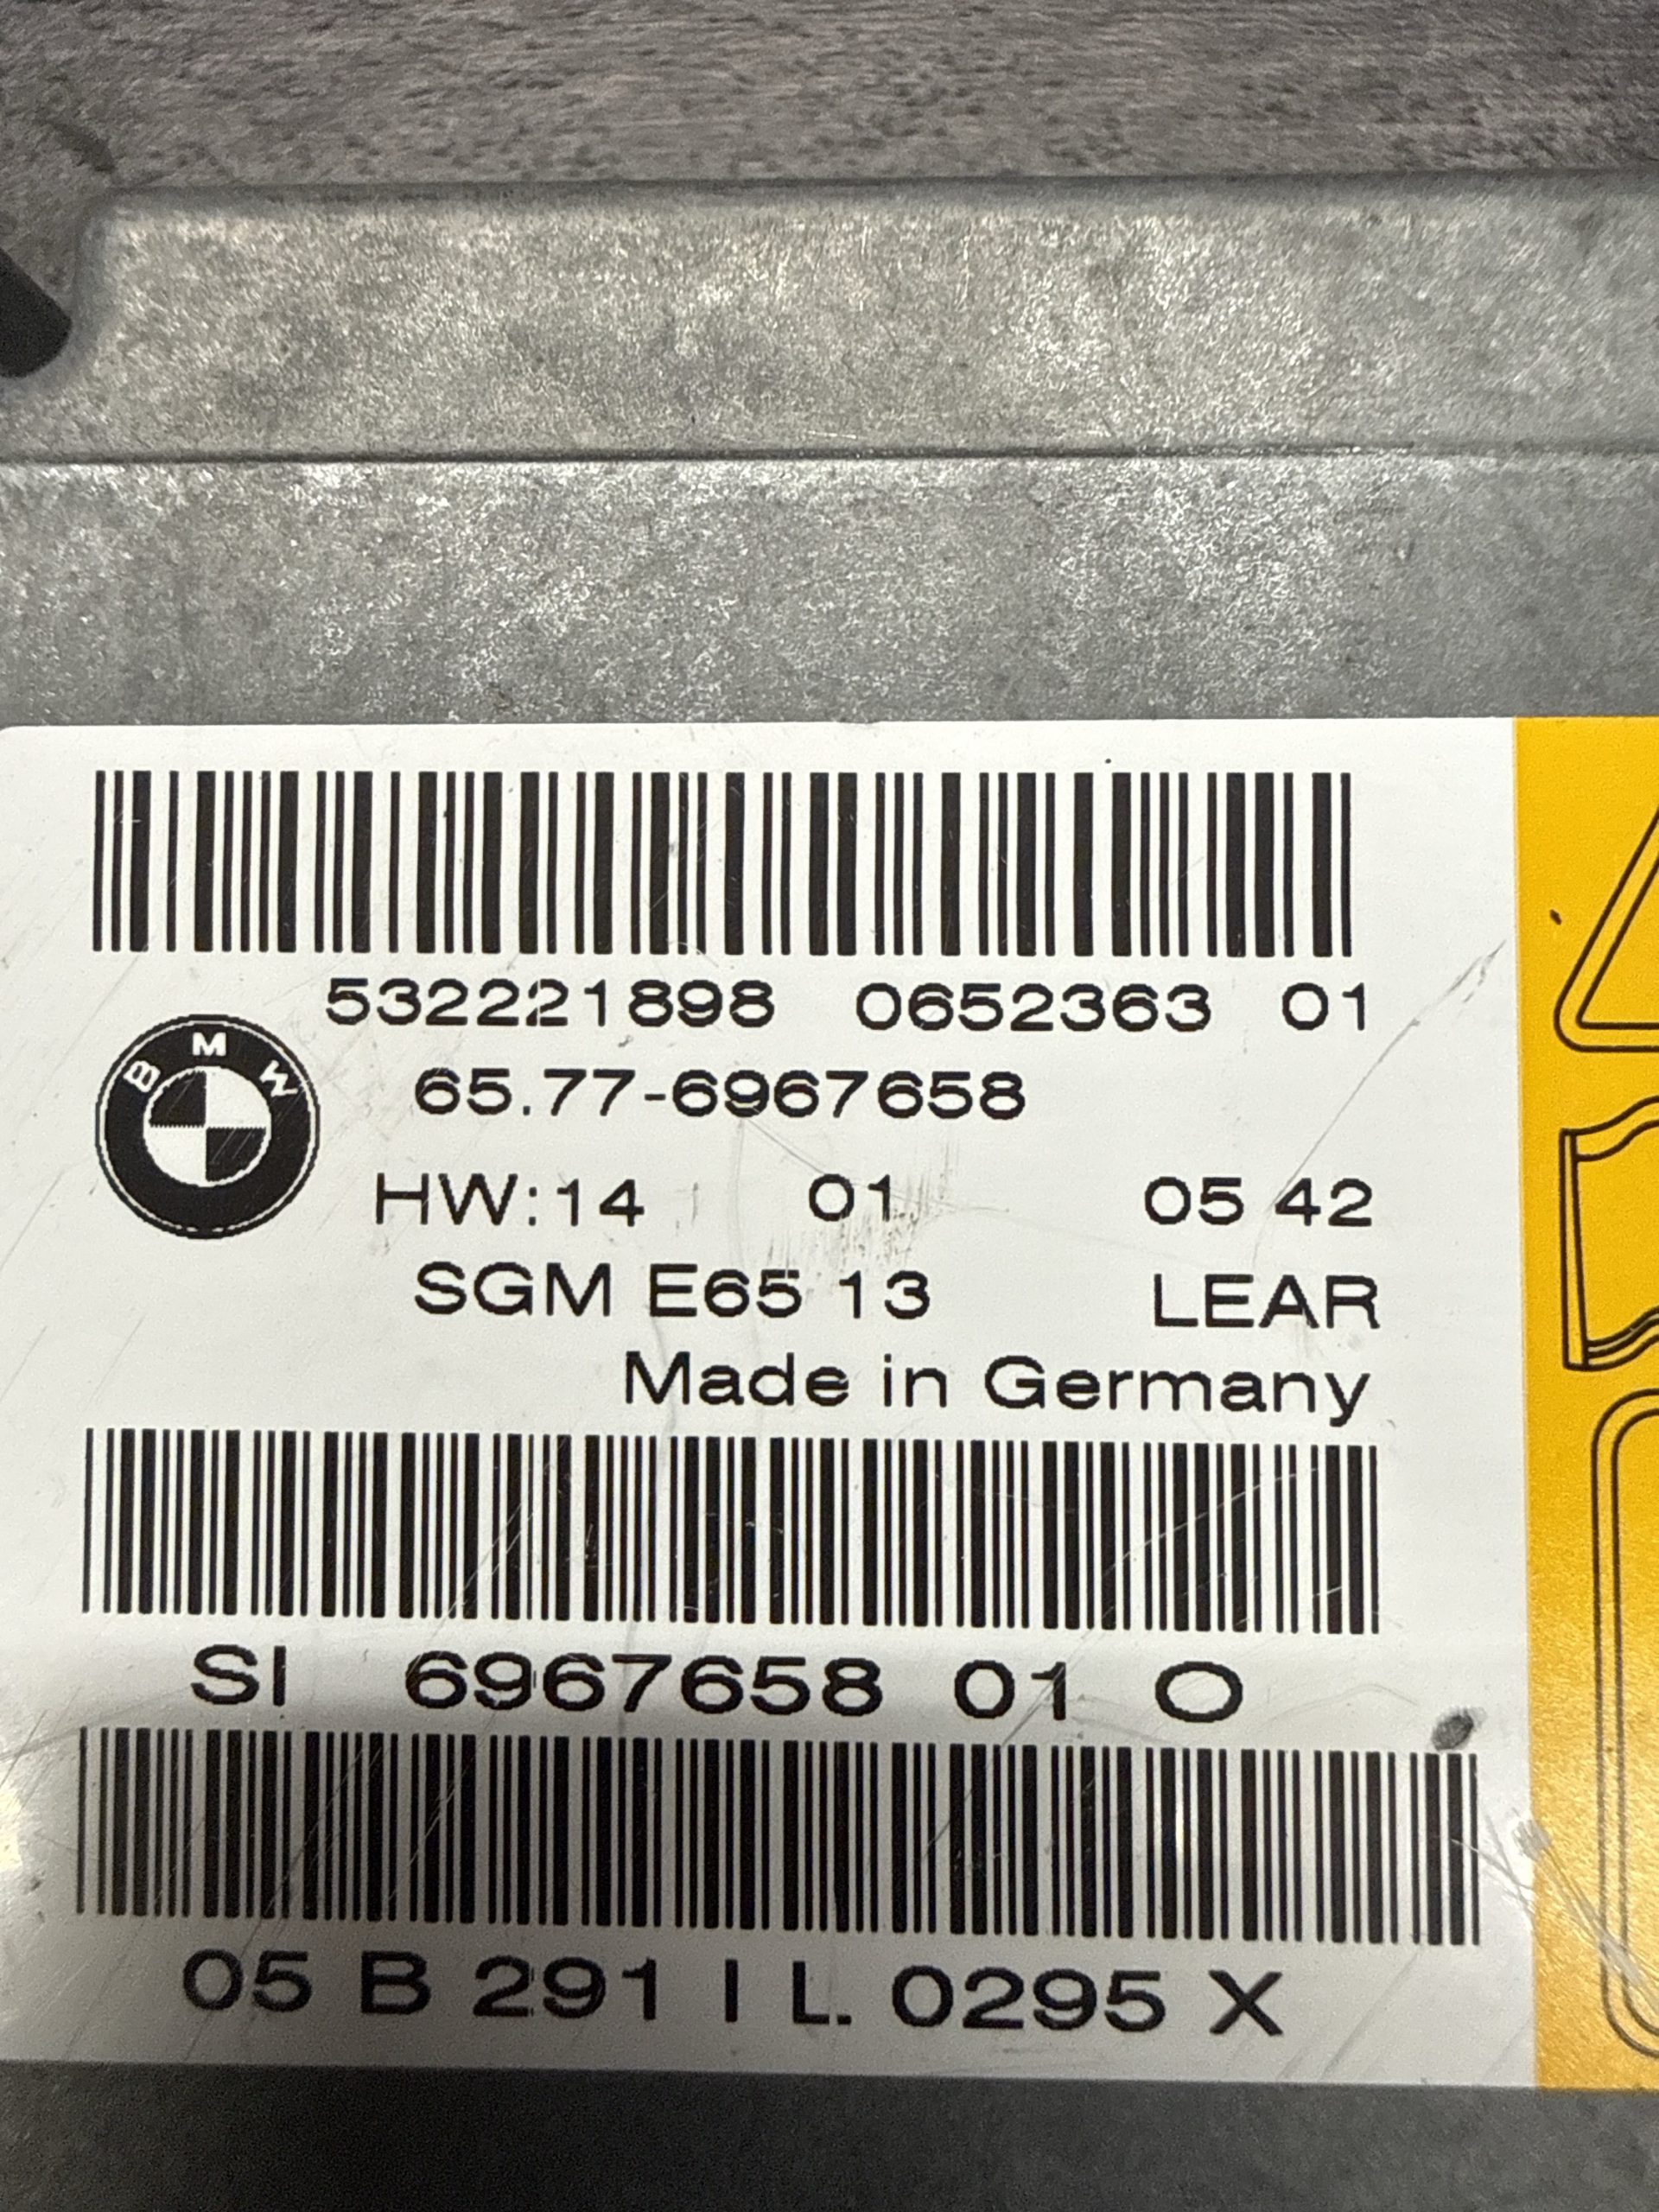 532221898 0652363 01
BMW
65.77-6967658
HW:14 01 05 42
SGM E65 13 LEAR
Made in Germany
SI 6967658 01 O
05 B 291 I L. 0295 X